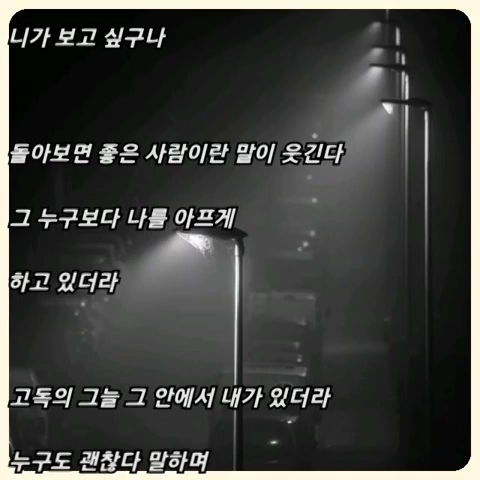 니가 보고 싶구나
돌아보면 좋은 사람이란 말이 웃긴다
그 누구보다 나를 아프게
하고 있더라
고독의 그늘 그 안에서 내가 있더라
누구도 괜찮다 말하며